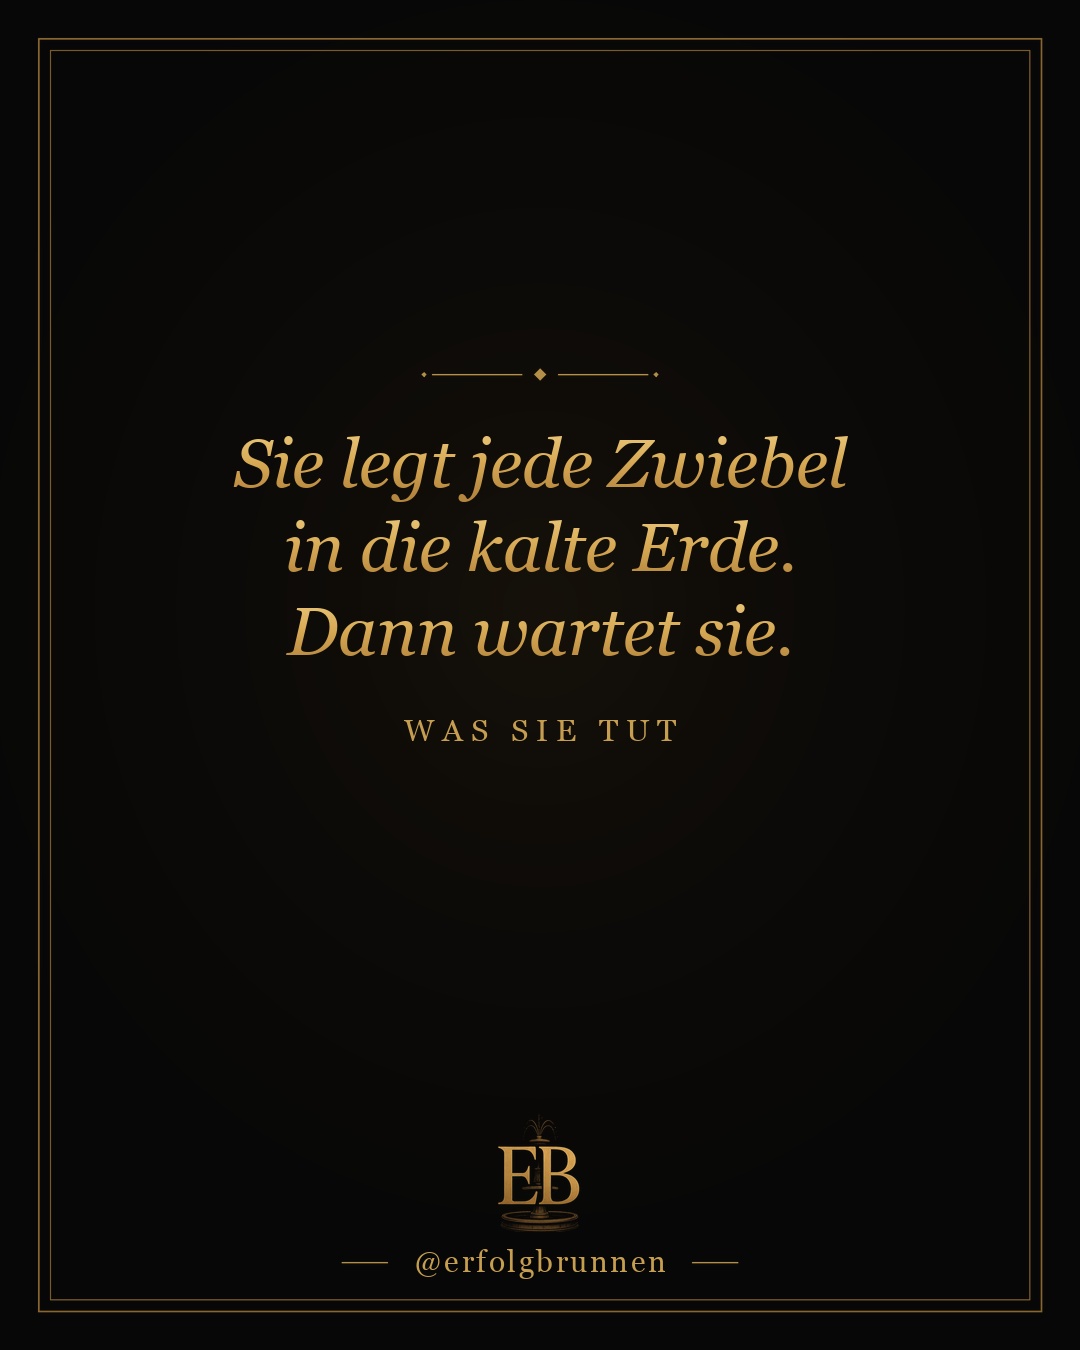 Sie legt jede Zwiebel
in die kalte Erde.
Dann wartet sie.
WAS SIE TUT
EB
@erfolgbrunnen